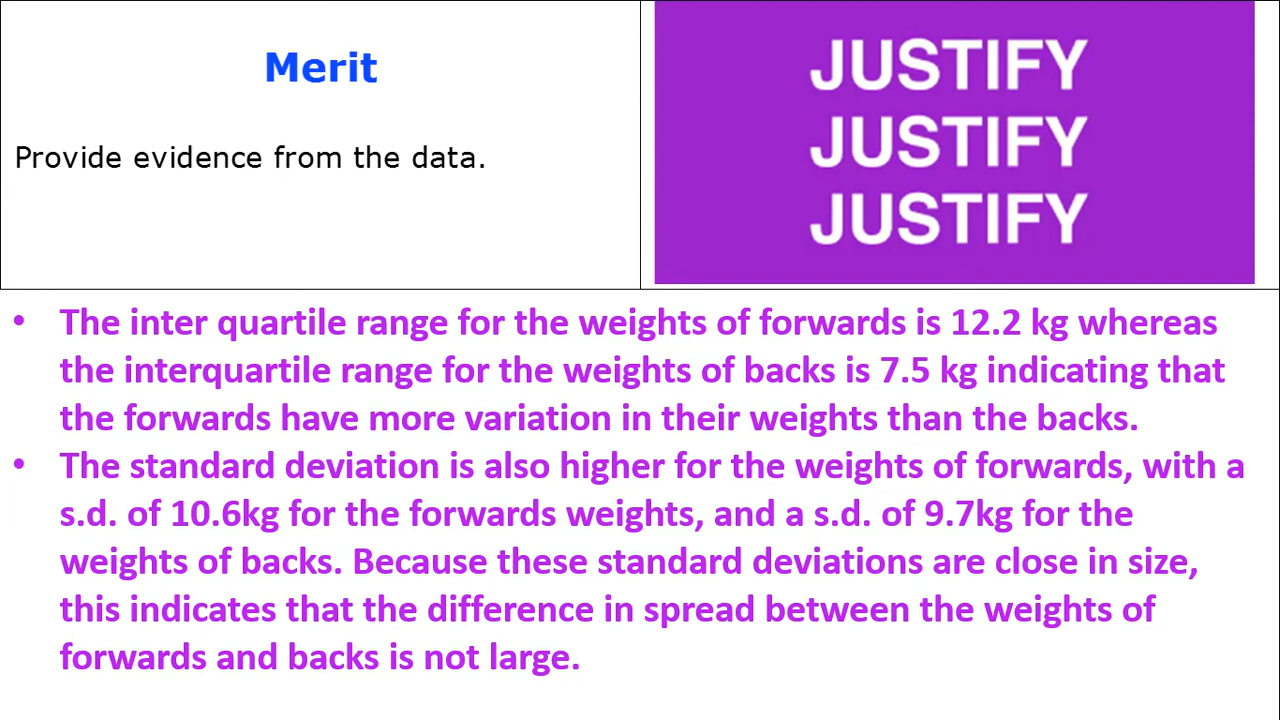 Merit
Provide evidence from the data.
JUSTIFY
JUSTIFY
JUSTIFY
• The inter quartile range for the weights of forwards is 12.2 kg whereas
the interquartile range for the weights of backs is 7.5 kg indicating that
the forwards have more variation in their weights than the backs.
• The standard deviation is also higher for the weights of forwards, with a
s.d. of 10.6kg for the forwards weights, and a s.d. of 9.7kg for the
weights of backs. Because these standard deviations are close in size,
this indicates that the difference in spread between the weights of
forwards and backs is not large.